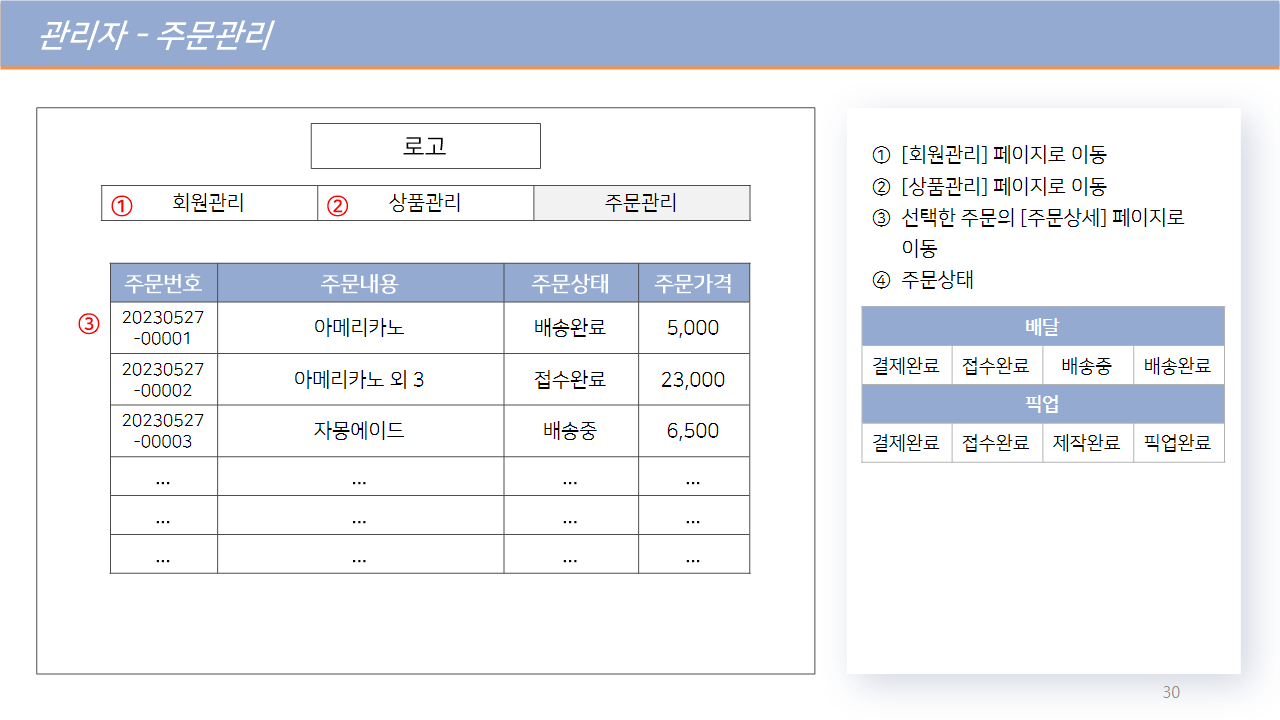 관리자 - 주문관리
로고
① 회원관리 ② 상품관리 주문관리
주문번호 주문내용 주문상태 주문가격
③ 20230527
-00001 아메리카노 배송완료 5,000
20230527
-00002 아메리카노 외 3 접수완료 23,000
20230527
-00003 자몽에이드 배송중 6,500
... ... ... ...
... ... ... ...
... ... ... ...
① [회원관리] 페이지로 이동
② [상품관리] 페이지로 이동
③ 선택한 주문의 [주문상세] 페이지로
이동
④ 주문상태
배달
결제완료 접수완료 배송중 배송완료
픽업
결제완료 접수완료 제작완료 픽업완료
30